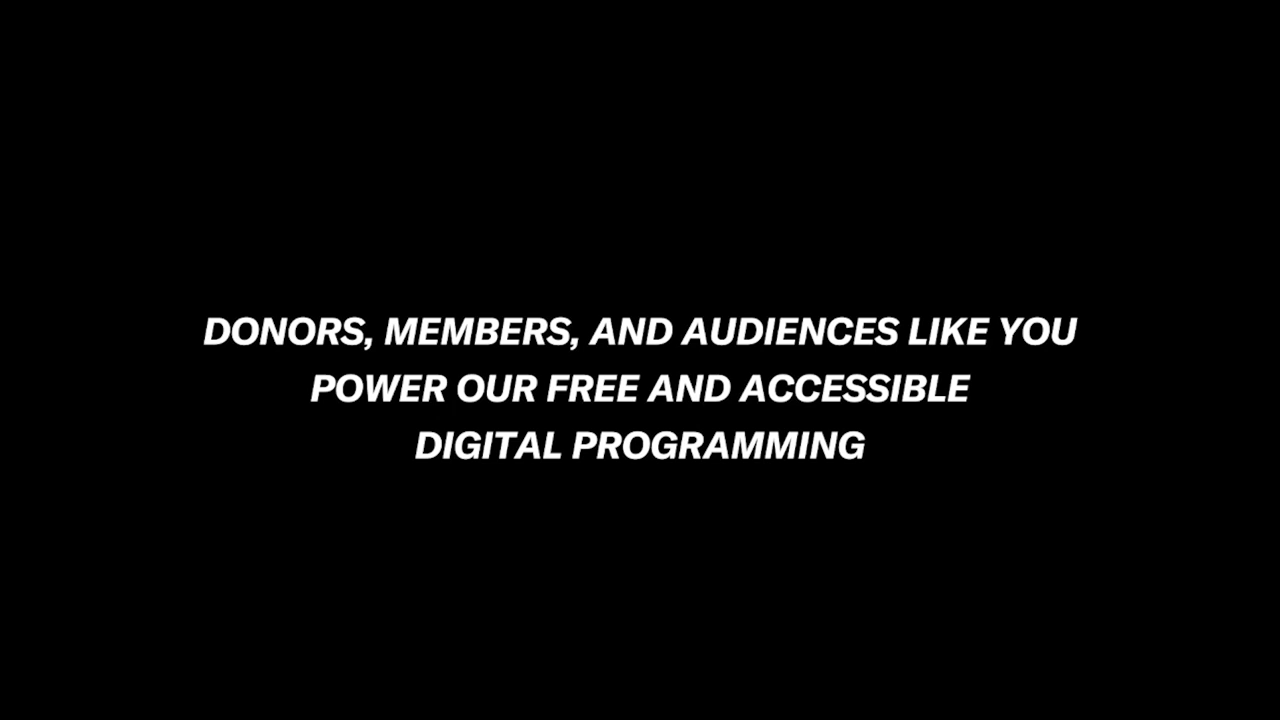 DONORS, MEMBERS, AND AUDIENCES LIKE YOU
POWER OUR FREE AND ACCESSIBLE
DIGITAL PROGRAMMING